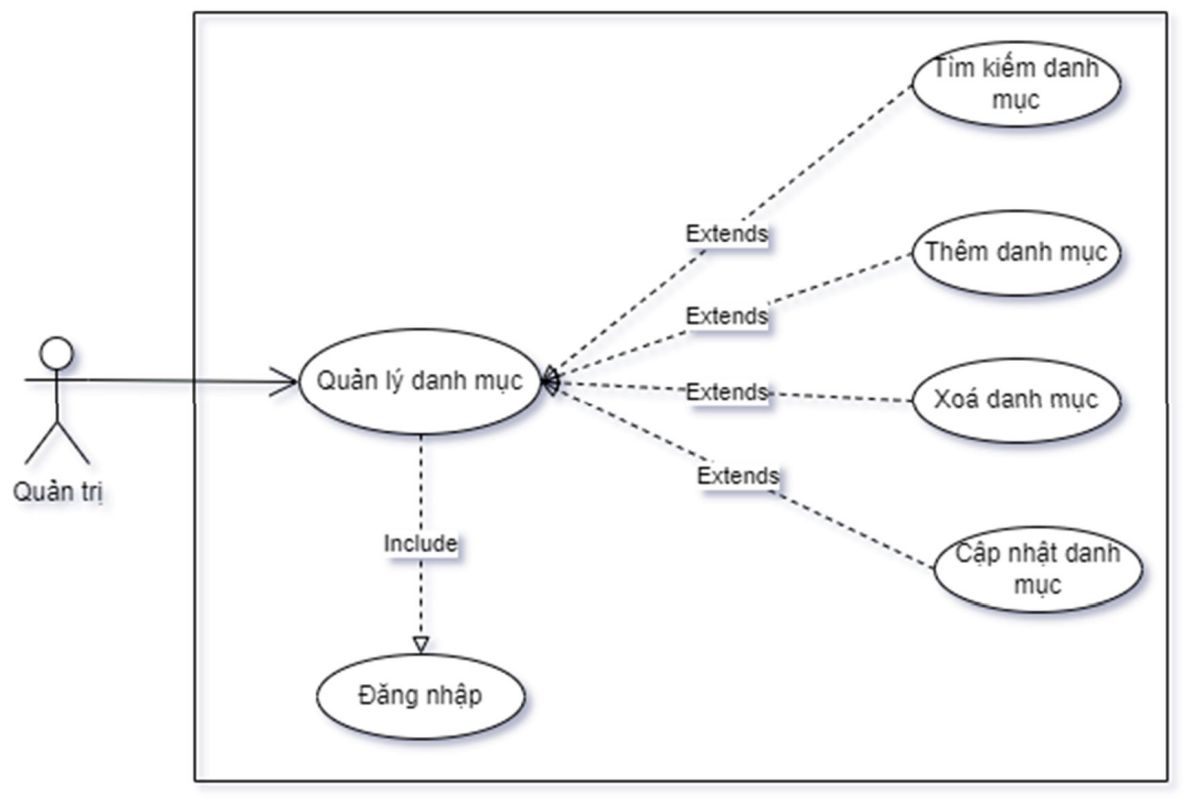 Tìm kiếm danh
mục
Extends
Thêm danh mục
Extends
Quản lý danh mục
Extends
Xoá danh mục
Extends
Quản trị
Include
Cập nhật danh
mục
Đăng nhập